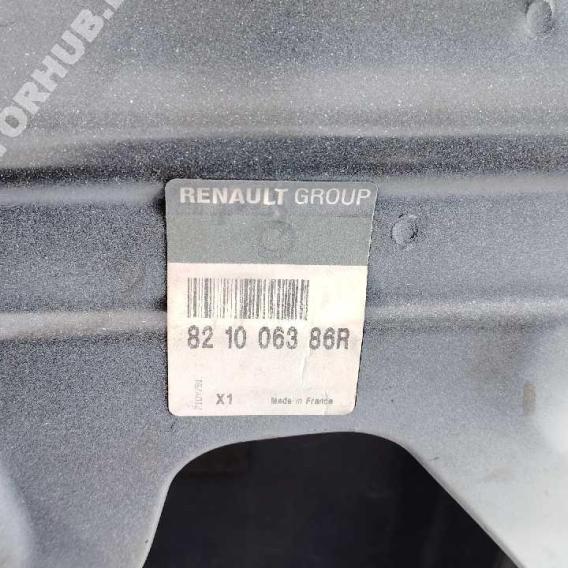 RENAULT GROUP
82 10 063 86R
X1
Made in France